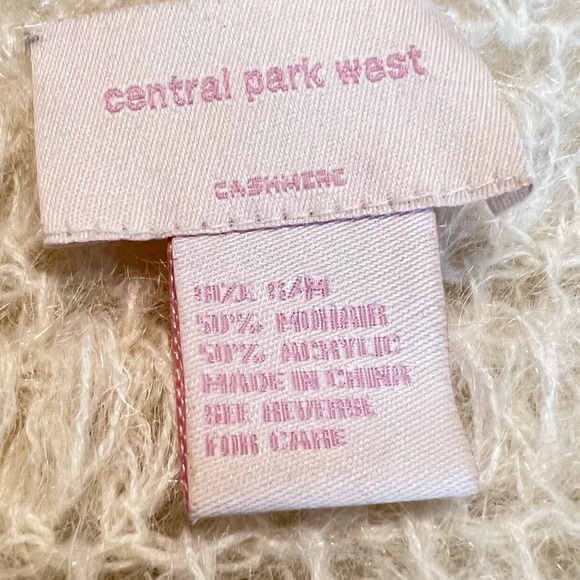 central park west
CASHMERE
SIZE S/M
50% MOHAIR
50% ACRYLIC
MADE IN CHINA
SEE REVERSE
FOR CARE